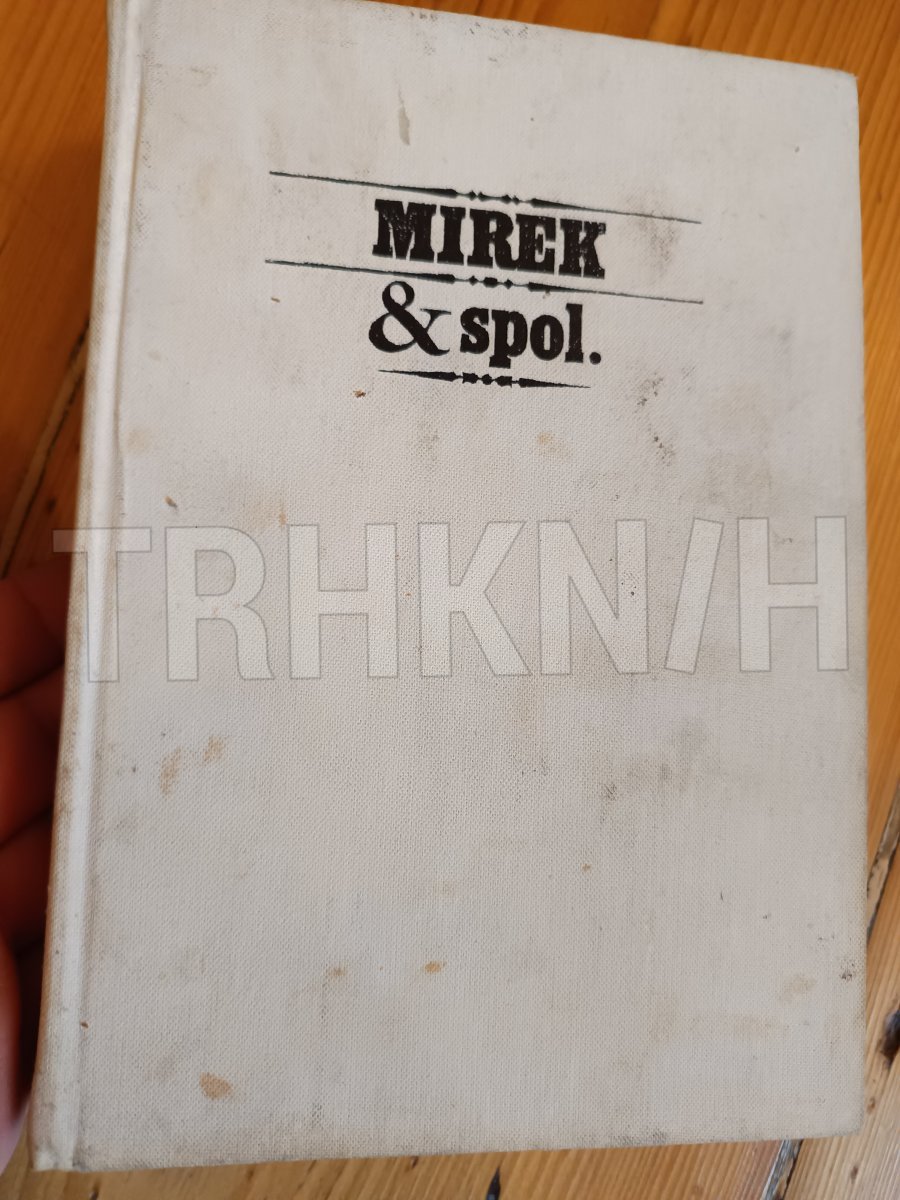 MIREK
& spol.
TRHKNIH